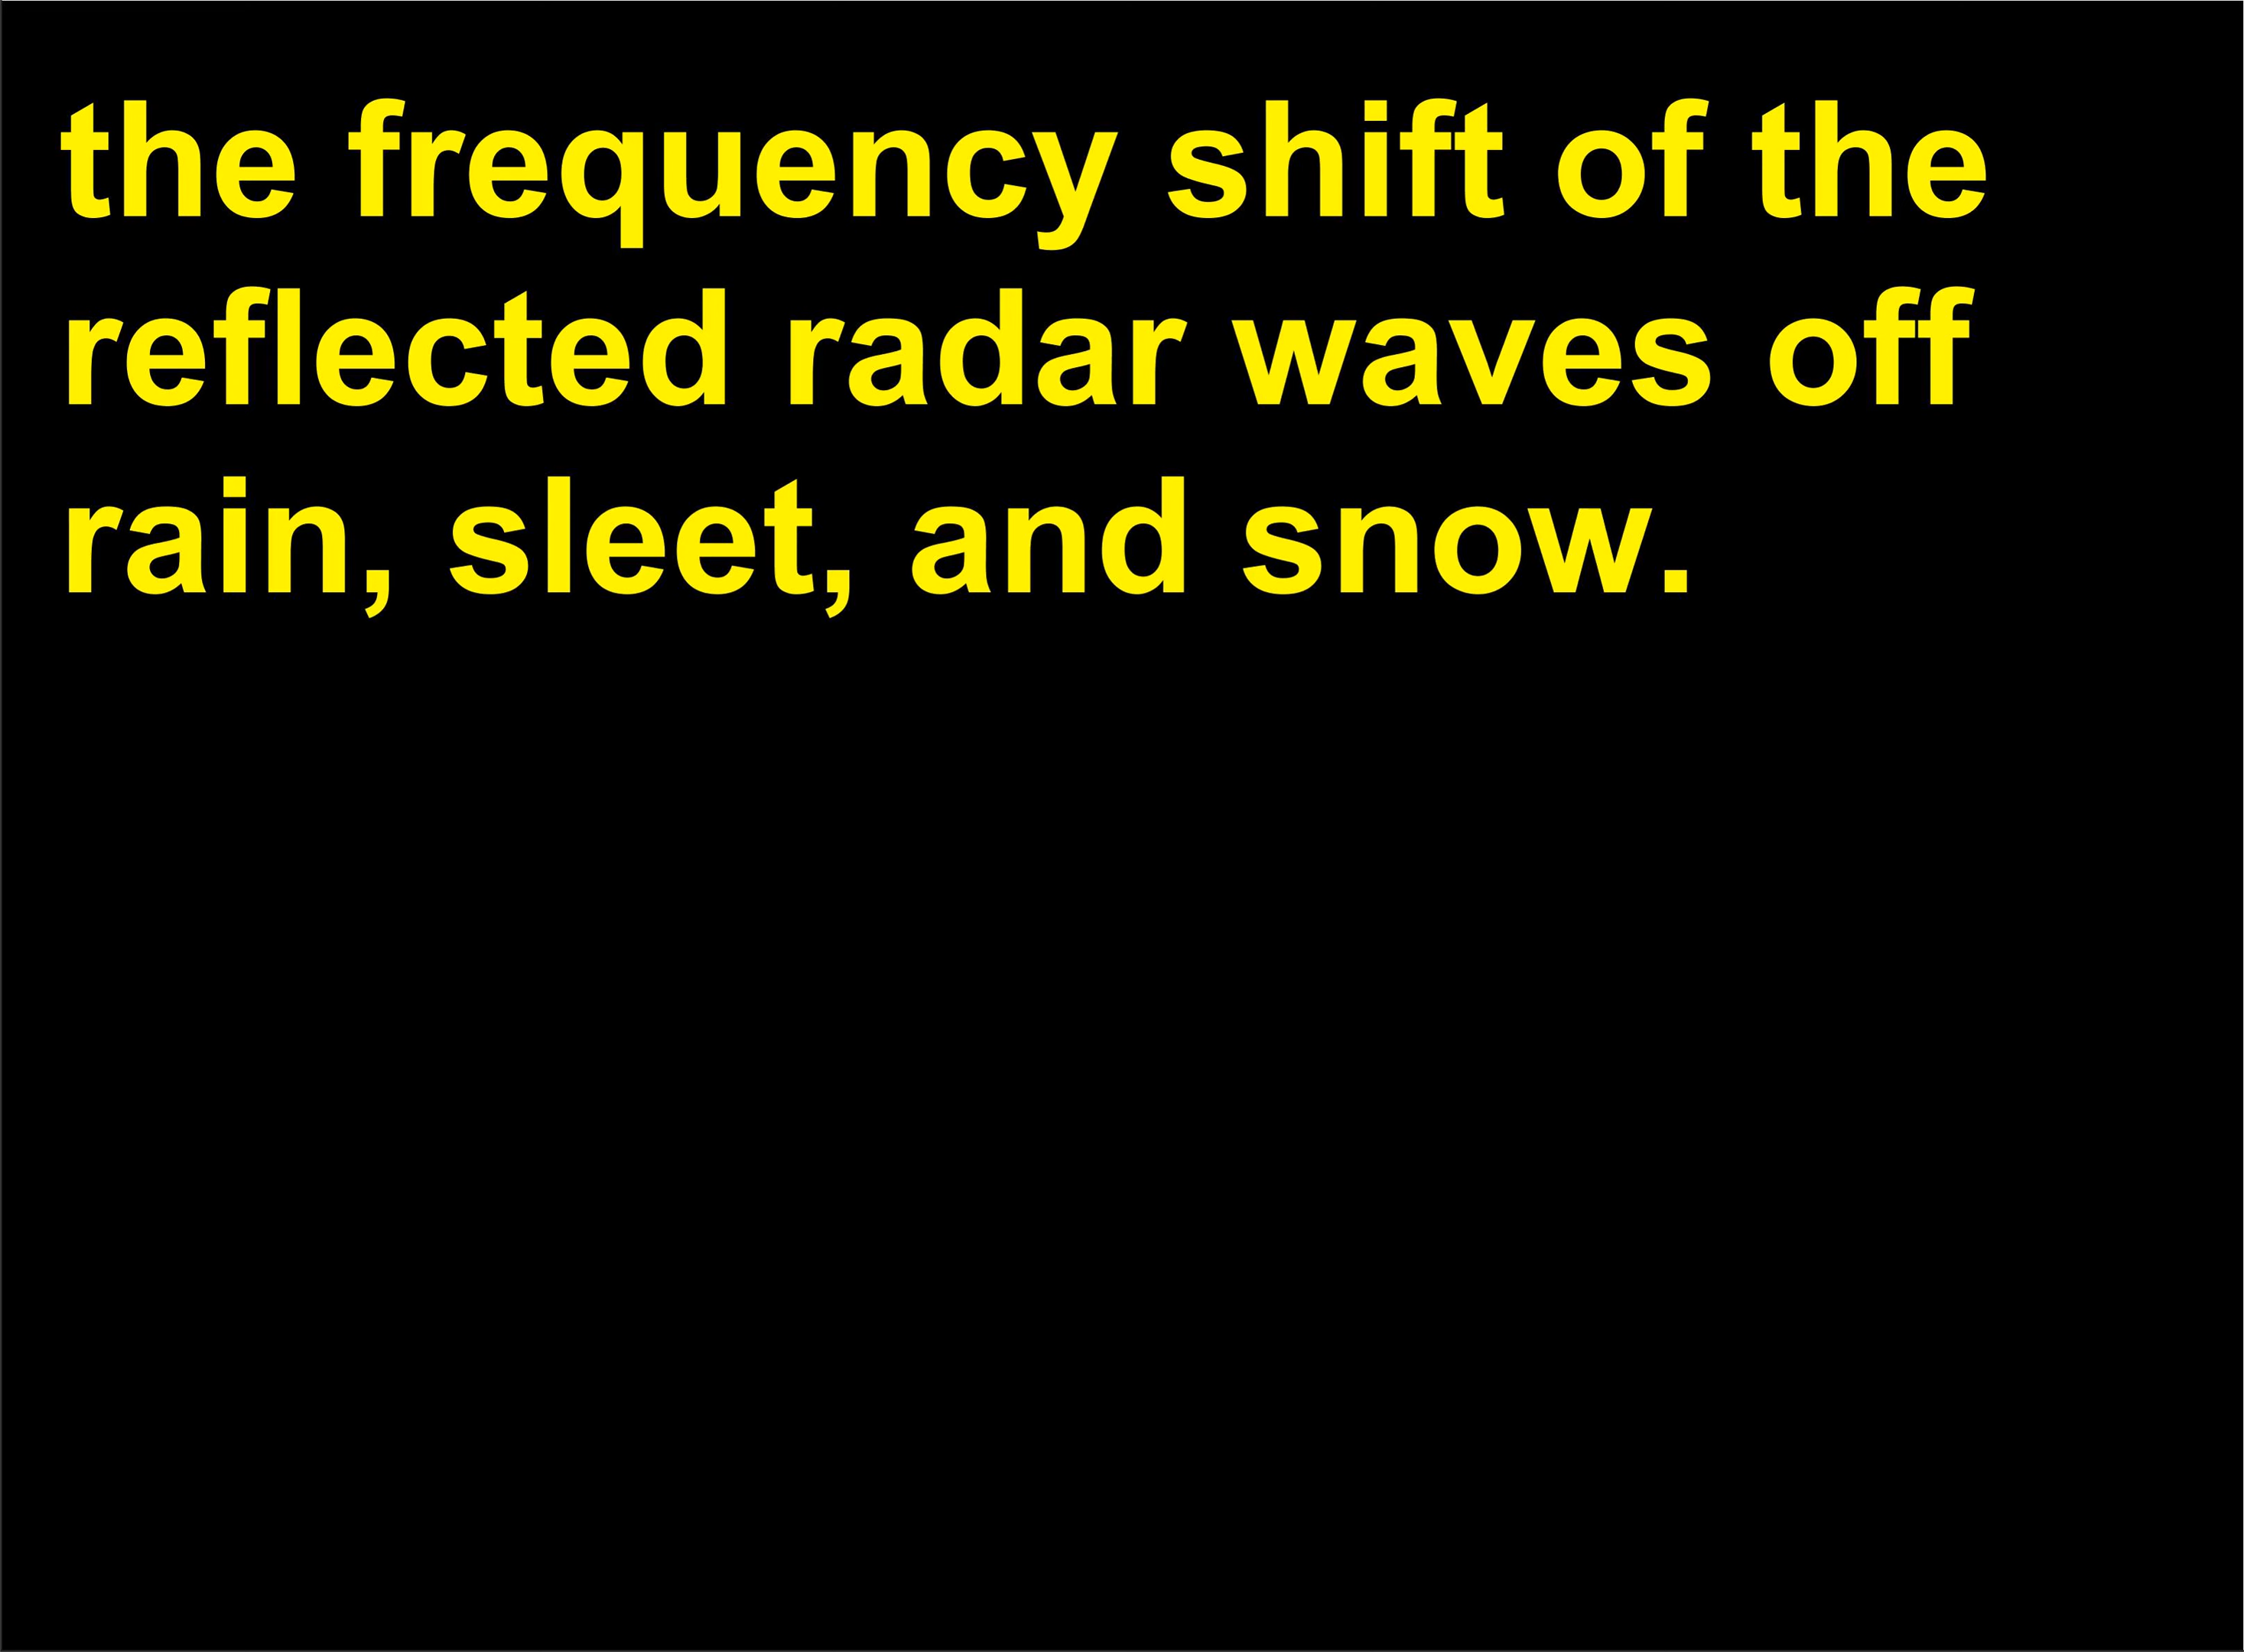 the frequency shift of the
reflected radar waves off
rain, sleet, and snow.